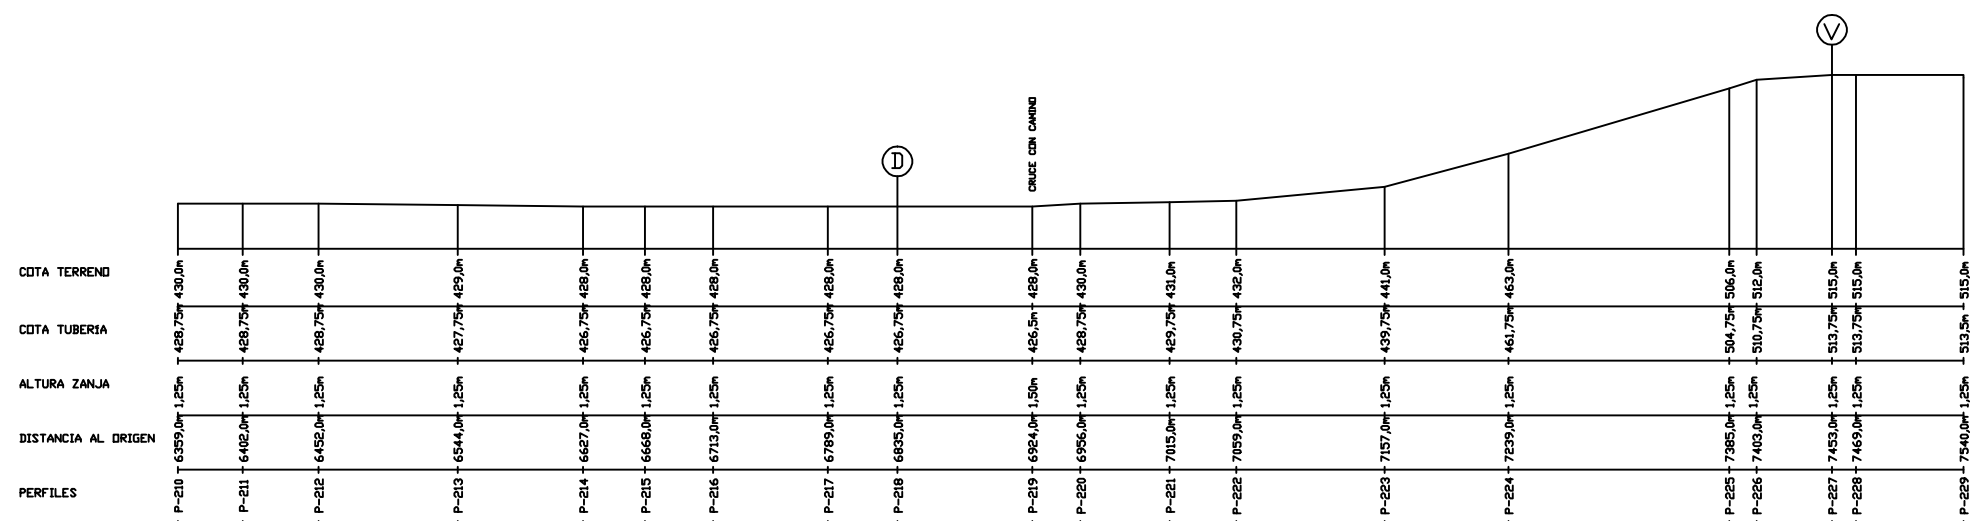 V
D
CRUCE CON CAMINO
COTA TERRENO 430,0m 430,0m 430,0m 429,0m 428,0m 428,0m 428,0m 428,0m 428,0m 428,0m 430,0m 431,0m 432,0m 441,0m 463,0m 506,0m 512,0m 515,0m 515,0m 515,0m
COTA TUBERIA 428,75m 428,75m 428,75m 427,75m 426,75m 426,75m 426,75m 426,75m 426,75m 426,5m 428,75m 429,75m 430,75m 439,75m 461,75m 504,75m 510,75m 513,75m 513,75m 513,5m
ALTURA ZANJA 1,25m 1,25m 1,25m 1,25m 1,25m 1,25m 1,25m 1,25m 1,25m 1,50m 1,25m 1,25m 1,25m 1,25m 1,25m 1,25m 1,25m 1,25m 1,25m 1,25m
DISTANCIA AL ORIGEN 6359,0m 6402,0m 6452,0m 6544,0m 6627,0m 6668,0m 6713,0m 6789,0m 6835,0m 6924,0m 6956,0m 7015,0m 7059,0m 7157,0m 7239,0m 7385,0m 7403,0m 7453,0m 7469,0m 7540,0m
PERFILES P-210 P-211 P-212 P-213 P-214 P-215 P-216 P-217 P-218 P-219 P-220 P-221 P-222 P-223 P-224 P-225 P-226 P-227 P-228 P-229